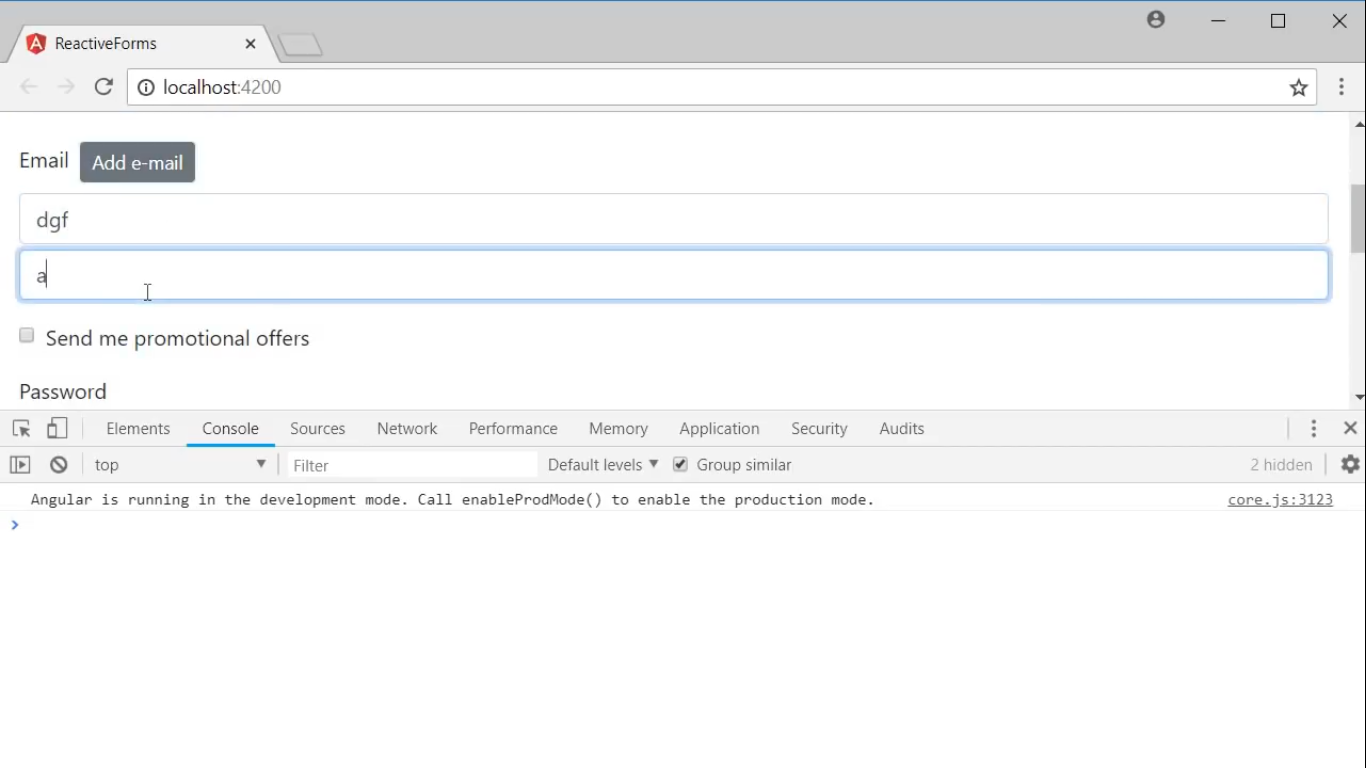 ReactiveForms
localhost:4200
Email Add e-mail
dgf
a
Send me promotional offers
Password
Elements Console Sources Network Performance Memory Application Security Audits
top Filter Default levels Group similar 2 hidden
Angular is running in the development mode. Call enableProdMode() to enable the production mode. core.js:3123